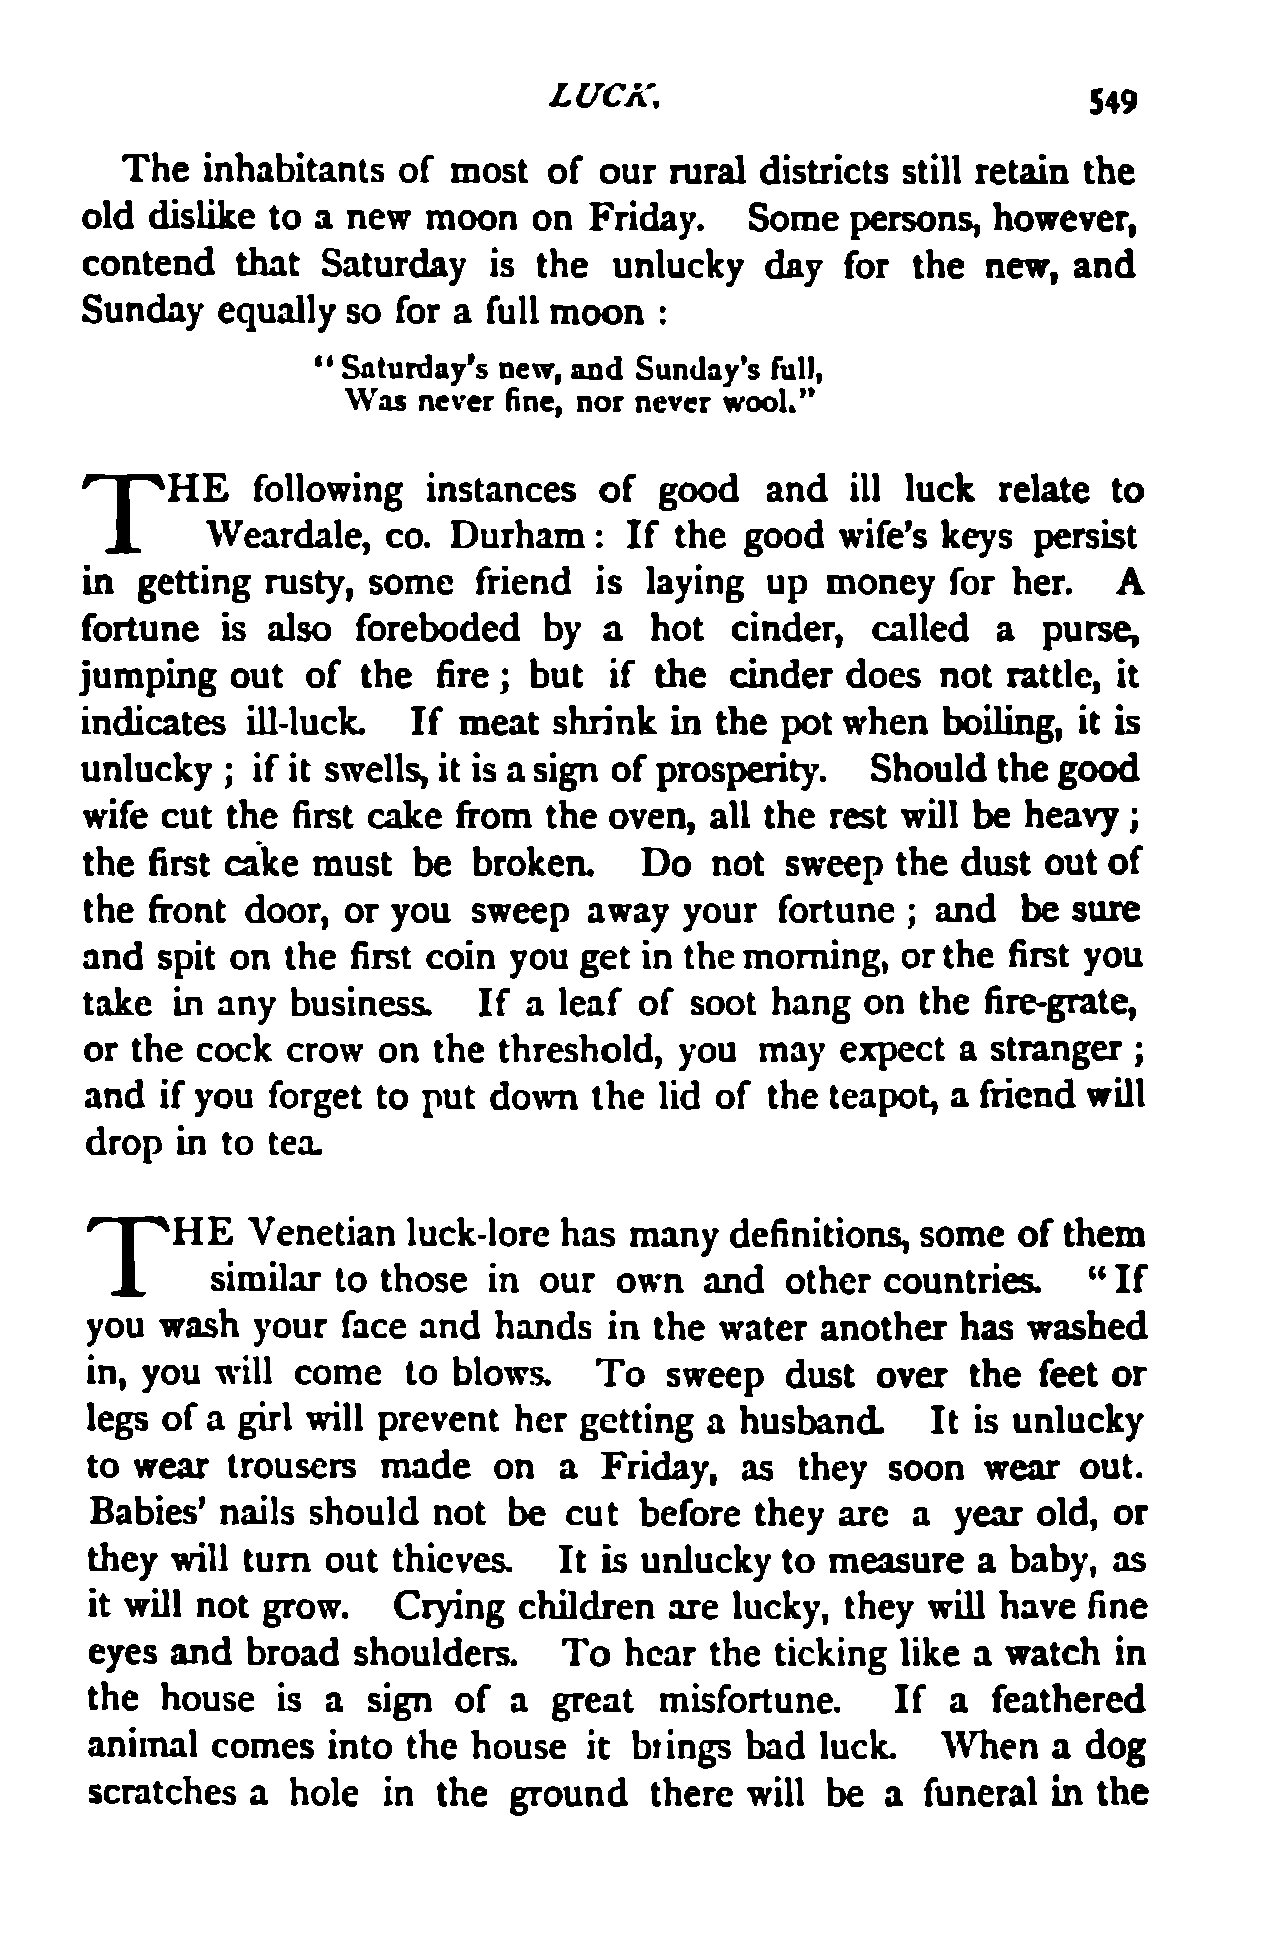 LUCK.
549
The inhabitants of most of our rural districts still retain the
old dislike to a new moon on Friday. Some persons, however,
contend that Saturday is the unlucky day for the new, and
Sunday equally so for a full moon :
“ Saturday’s new, and Sunday’s full,
Was never fine, nor never wool.”
THE following instances of good and ill luck relate to
Weardale, co. Durham : If the good wife’s keys persist
in getting rusty, some friend is laying up money for her. A
fortune is also foreboded by a hot cinder, called a purse,
jumping out of the fire ; but if the cinder does not rattle, it
indicates ill-luck. If meat shrink in the pot when boiling, it is
unlucky ; if it swells, it is a sign of prosperity. Should the good
wife cut the first cake from the oven, all the rest will be heavy ;
the first cake must be broken. Do not sweep the dust out of
the front door, or you sweep away your fortune ; and be sure
and spit on the first coin you get in the morning, or the first you
take in any business. If a leaf of soot hang on the fire-grate,
or the cock crow on the threshold, you may expect a stranger ;
and if you forget to put down the lid of the teapot, a friend will
drop in to tea.
THE Venetian luck-lore has many definitions, some of them
similar to those in our own and other countries. “ If
you wash your face and hands in the water another has washed
in, you will come to blows. To sweep dust over the feet or
legs of a girl will prevent her getting a husband. It is unlucky
to wear trousers made on a Friday, as they soon wear out.
Babies’ nails should not be cut before they are a year old, or
they will turn out thieves. It is unlucky to measure a baby, as
it will not grow. Crying children are lucky, they will have fine
eyes and broad shoulders. To hear the ticking like a watch in
the house is a sign of a great misfortune. If a feathered
animal comes into the house it brings bad luck. When a dog
scratches a hole in the ground there will be a funeral in the